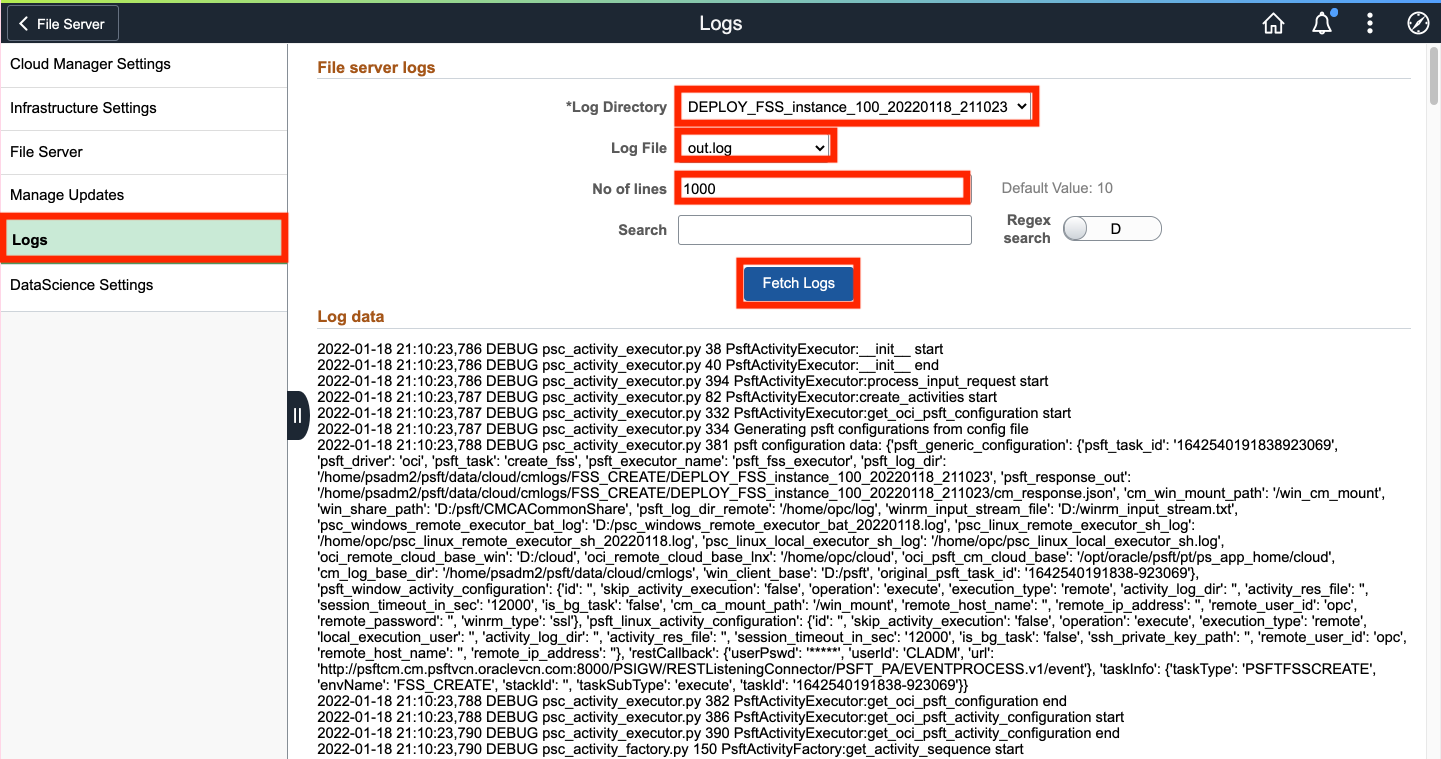 File Server
Logs
Cloud Manager Settings
Infrastructure Settings
File Server
Manage Updates
Logs
DataScience Settings
File server logs
*Log Directory DEPLOY_FSS_instance_100_20220118_211023
Log File out.log
No of lines 1000 Default Value: 10
Search Regex search D
Fetch Logs
Log data
2022-01-18 21:10:23,786 DEBUG psc_activity_executor.py 38 PsftActivityExecutor:__init__ start
2022-01-18 21:10:23,786 DEBUG psc_activity_executor.py 40 PsftActivityExecutor:__init__ end
2022-01-18 21:10:23,786 DEBUG psc_activity_executor.py 394 PsftActivityExecutor:process_input_request start
2022-01-18 21:10:23,787 DEBUG psc_activity_executor.py 82 PsftActivityExecutor:create_activities start
2022-01-18 21:10:23,787 DEBUG psc_activity_executor.py 332 PsftActivityExecutor:get_oci_psft_configuration start
2022-01-18 21:10:23,787 DEBUG psc_activity_executor.py 334 Generating psft configurations from config file
2022-01-18 21:10:23,788 DEBUG psc_activity_executor.py 381 psft configuration data: {'psft_generic_configuration': {'psft_task_id': '1642540191838923069',
'psft_driver': 'oci', 'psft_task': 'create_fss', 'psft_executor_name': 'psft_fss_executor', 'psft_log_dir':
'/home/psadm2/psft/data/cloud/cmlogs/FSS_CREATE/DEPLOY_FSS_instance_100_20220118_211023', 'psft_response_out':
'/home/psadm2/psft/data/cloud/cmlogs/FSS_CREATE/DEPLOY_FSS_instance_100_20220118_211023/cm_response.json', 'cm_win_mount_path': '/win_cm_mount',
'win_share_path': 'D:/psft/CMCACommonShare', 'psft_log_dir_remote': '/home/opc/log', 'winrm_input_stream_file': 'D:/winrm_input_stream.txt',
'psc_windows_remote_executor_bat_log': 'D:/psc_windows_remote_executor_bat_20220118.log', 'psc_linux_remote_executor_sh_log':
'/home/opc/psc_linux_remote_executor_sh_20220118.log', 'psc_linux_local_executor_sh_log': '/home/opc/psc_linux_local_executor_sh.log',
'oci_remote_cloud_base_win': 'D:/cloud', 'oci_remote_cloud_base_lnx': '/home/opc/cloud', 'oci_psft_cm_cloud_base': '/opt/oracle/psft/pt/ps_app_home/cloud',
'cm_log_base_dir': '/home/psadm2/psft/data/cloud/cmlogs', 'win_client_base': 'D:/psft', 'original_psft_task_id': '1642540191838-923069'},
'psft_window_activity_configuration': {'id': '', 'skip_activity_execution': 'false', 'operation': 'execute', 'execution_type': 'remote', 'activity_log_dir': '', 'activity_res_file': '',
'session_timeout_in_sec': '12000', 'is_bg_task': 'false', 'cm_ca_mount_path': '/win_mount', 'remote_host_name': '', 'remote_ip_address': '', 'remote_user_id': 'opc',
'remote_password': '', 'winrm_type': 'ssl'}, 'psft_linux_activity_configuration': {'id': '', 'skip_activity_execution': 'false', 'operation': 'execute', 'execution_type': 'remote',
'local_execution_user': '', 'activity_log_dir': '', 'activity_res_file': '', 'session_timeout_in_sec': '12000', 'is_bg_task': 'false', 'ssh_private_key_path': '', 'remote_user_id': 'opc',
'remote_host_name': '', 'remote_ip_address': ''}, 'restCallback': {'userPswd': '*****', 'userId': 'CLADM', 'url':
'http://psftcm.cm.psftvcn.oraclevcn.com:8000/PSIGW/RESTListeningConnector/PSFT_PA/EVENTPROCESS.v1/event'}, 'taskInfo': {'taskType': 'PSFTFSSCREATE',
'envName': 'FSS_CREATE', 'stackId': '', 'taskSubType': 'execute', 'taskId': '1642540191838-923069'}}
2022-01-18 21:10:23,788 DEBUG psc_activity_executor.py 382 PsftActivityExecutor:get_oci_psft_configuration end
2022-01-18 21:10:23,788 DEBUG psc_activity_executor.py 386 PsftActivityExecutor:get_oci_psft_activity_configuration start
2022-01-18 21:10:23,790 DEBUG psc_activity_executor.py 390 PsftActivityExecutor:get_oci_psft_activity_configuration end
2022-01-18 21:10:23,790 DEBUG psc_activity_factory.py 150 PsftActivityFactory:get_activity_sequence start